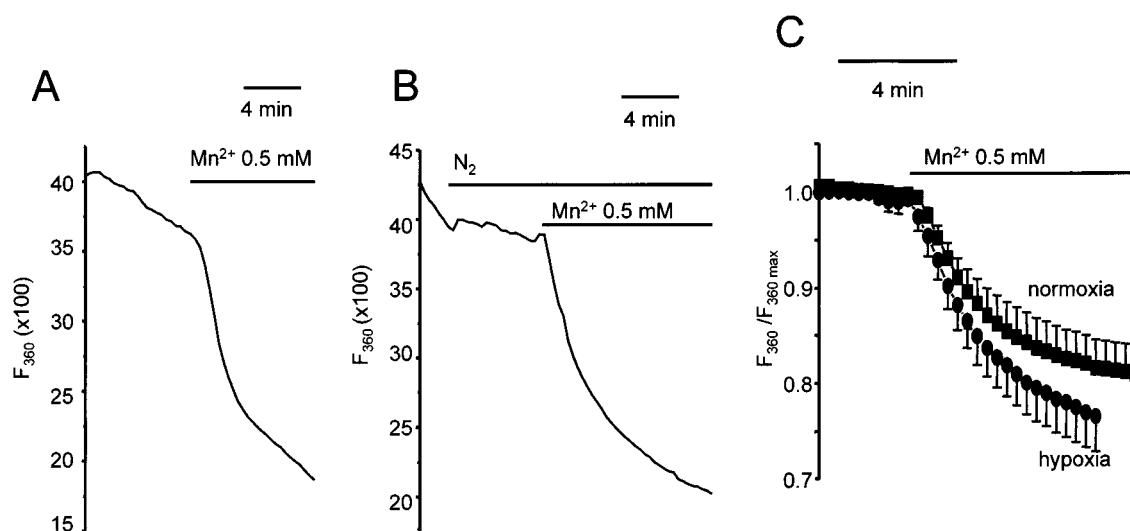 A
4 min
Mn²⁺ 0.5 mM
40
35
30
25
20
15
F₃₆₀ (x100)
B
4 min
45
N₂
Mn²⁺ 0.5 mM
40
35
30
25
20
F₃₆₀ (x100)
C
4 min
Mn²⁺ 0.5 mM
1.0
0.9
0.8
0.7
F₃₆₀ /F₃₆₀ max
normoxia
hypoxia